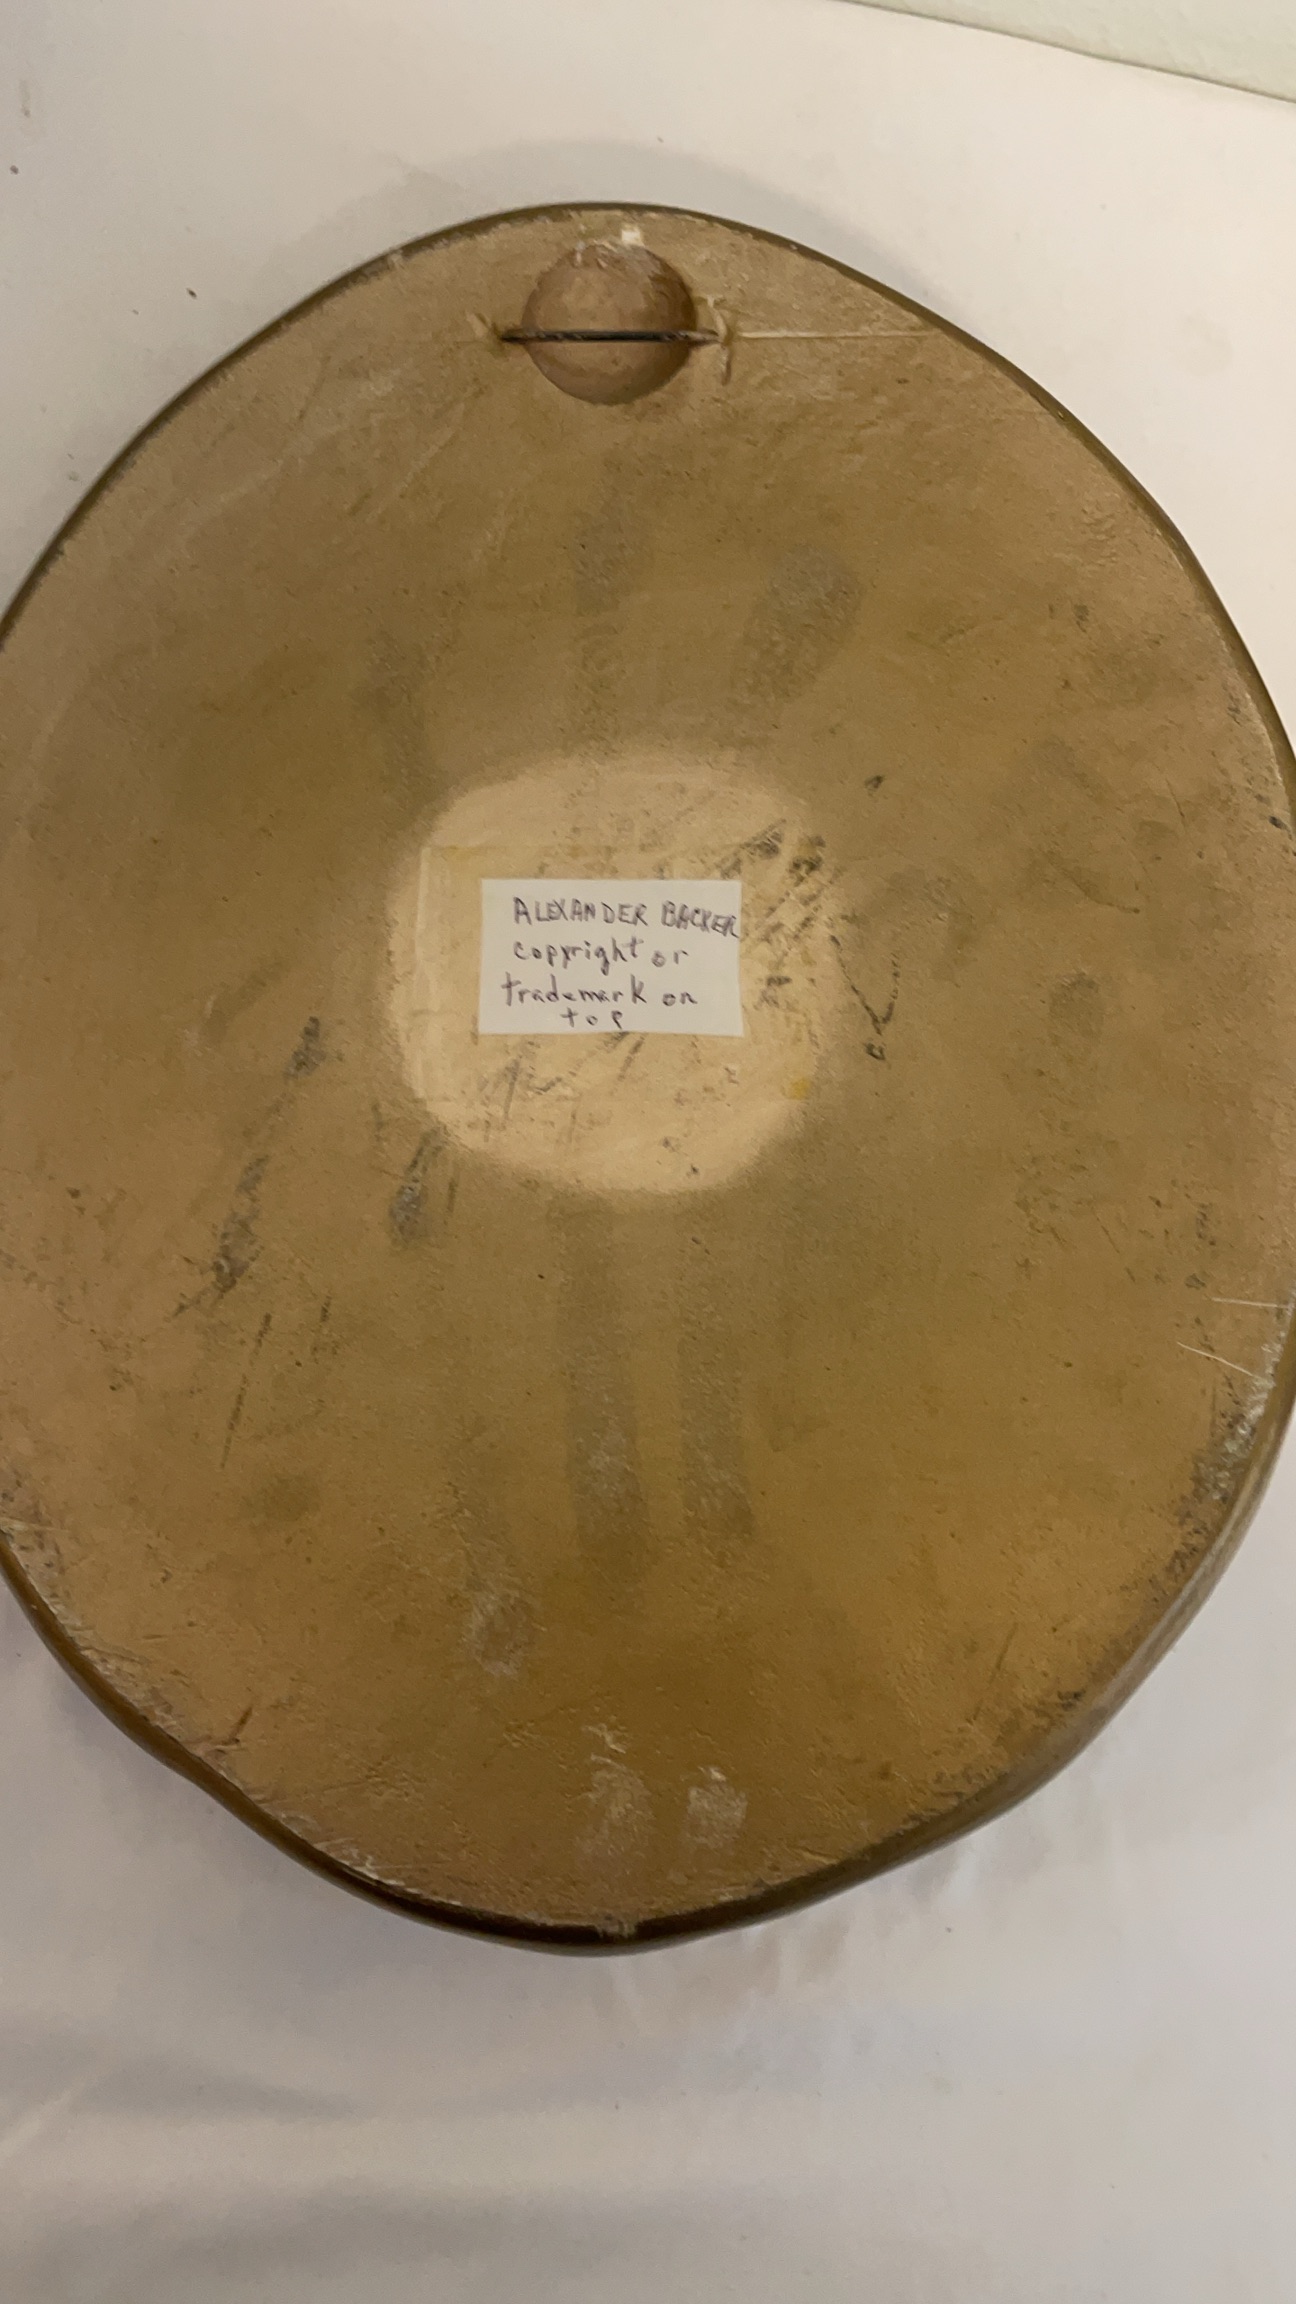 ALEXANDER BACKER
copyright or
trademark on
top